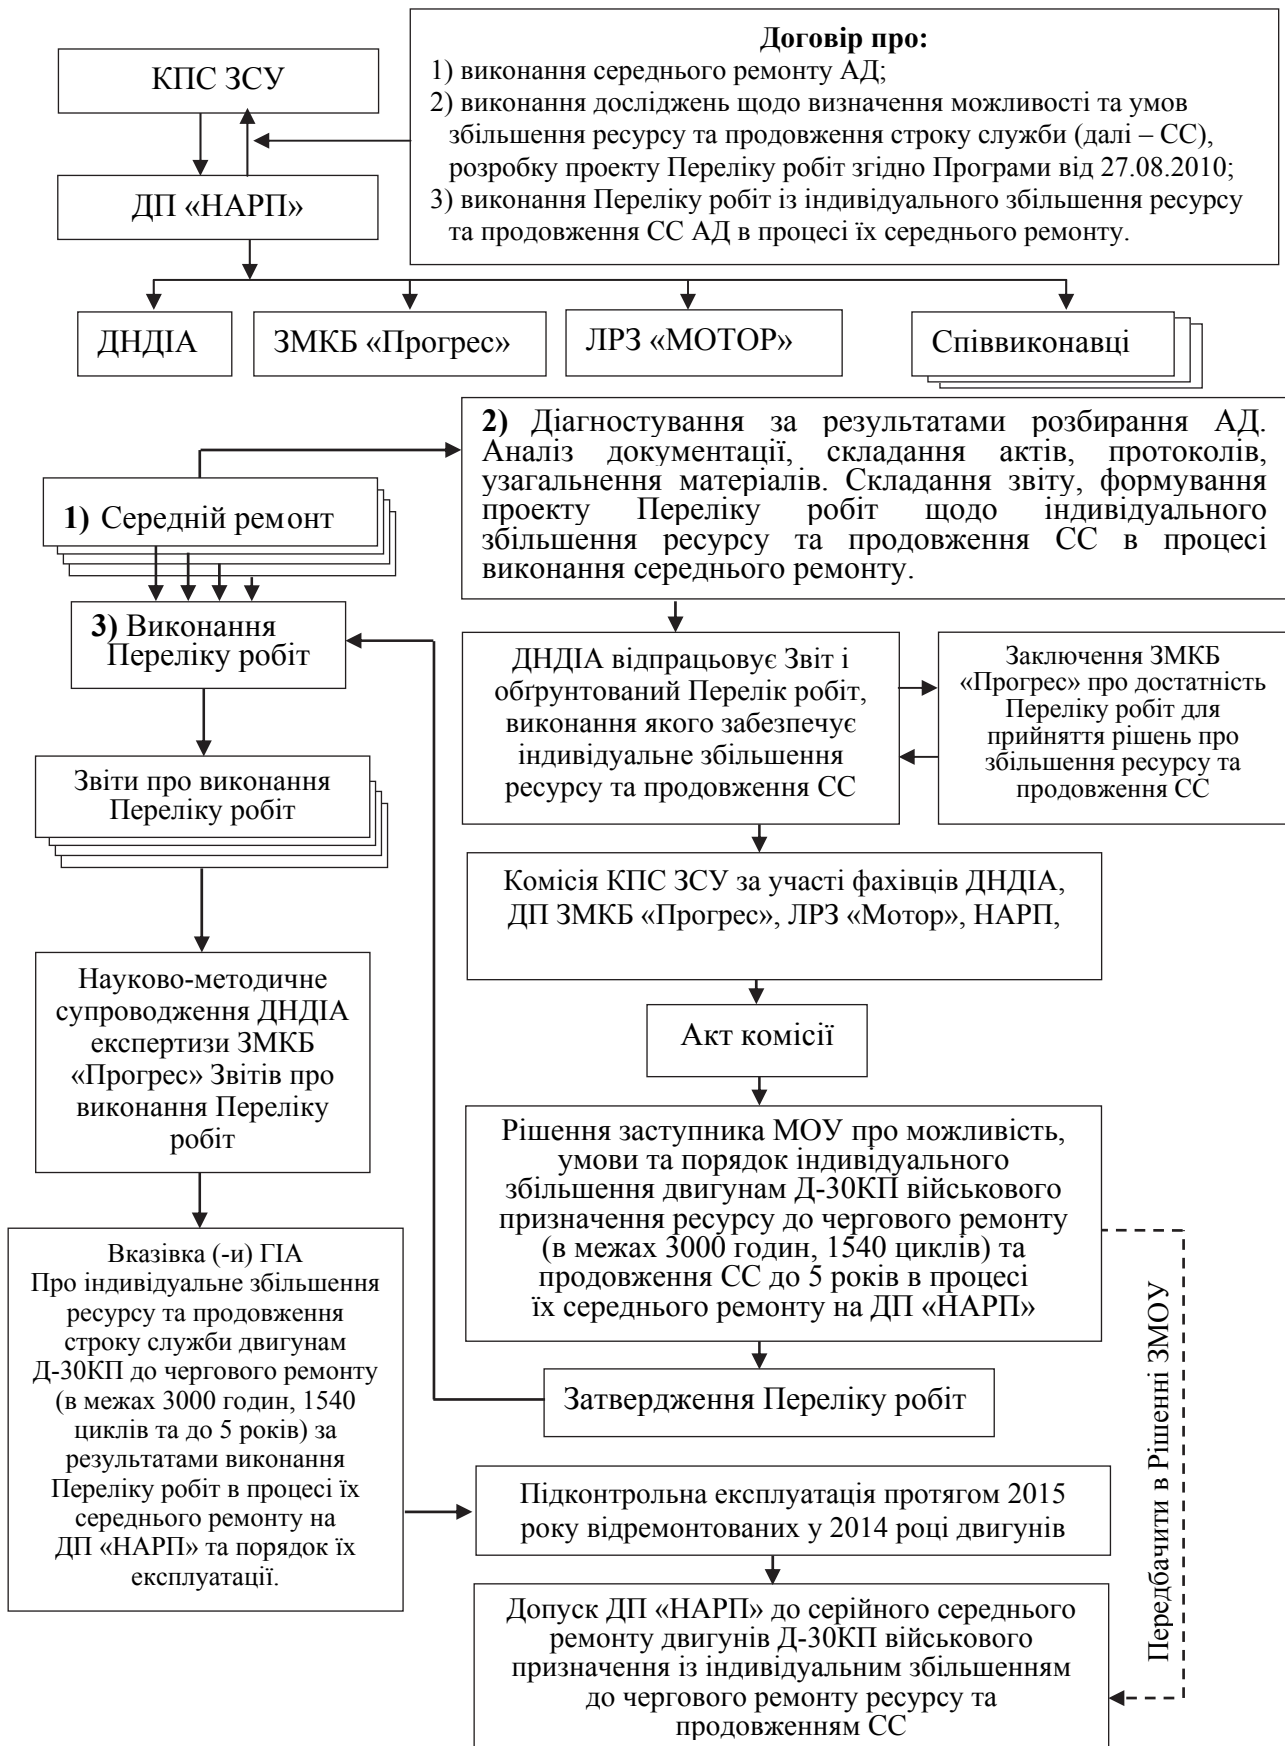 КПС ЗСУ
ДП «НАРП»
Договір про:
1) виконання середнього ремонту АД;
2) виконання досліджень щодо визначення можливості та умов
збільшення ресурсу та продовження строку служби (далі – СС),
розробку проекту Переліку робіт згідно Програми від 27.08.2010;
3) виконання Переліку робіт із індивідуального збільшення ресурсу
та продовження СС АД в процесі їх середнього ремонту.
ДНДІА
ЗМКБ «Прогрес»
ЛРЗ «МОТОР»
Співвиконавці
1) Середній ремонт
2) Діагностування за результатами розбирання АД.
Аналіз документації, складання актів, протоколів,
узагальнення матеріалів. Складання звіту, формування
проекту Переліку робіт щодо індивідуального
збільшення ресурсу та продовження СС в процесі
виконання середнього ремонту.
3) Виконання
Переліку робіт
ДНДІА відпрацьовує Звіт і
обґрунтований Перелік робіт,
виконання якого забезпечує
індивідуальне збільшення
ресурсу та продовження СС
Заключення ЗМКБ
«Прогрес» про достатність
Переліку робіт для
прийняття рішень про
збільшення ресурсу та
продовження СС
Звіти про виконання
Переліку робіт
Комісія КПС ЗСУ за участі фахівців ДНДІА,
ДП ЗМКБ «Прогрес», ЛРЗ «Мотор», НАРП,
Науково-методичне
супроводження ДНДІА
експертизи ЗМКБ
«Прогрес» Звітів про
виконання Переліку
робіт
Акт комісії
Рішення заступника МОУ про можливість,
умови та порядок індивідуального
збільшення двигунам Д-30КП військового
призначення ресурсу до чергового ремонту
(в межах 3000 годин, 1540 циклів) та
продовження СС до 5 років в процесі
їх середнього ремонту на ДП «НАРП»
Вказівка (-и) ГІА
Про індивідуальне збільшення
ресурсу та продовження
строку служби двигунам
Д-30КП до чергового ремонту
(в межах 3000 годин, 1540
циклів та до 5 років) за
результатами виконання
Переліку робіт в процесі їх
середнього ремонту на
ДП «НАРП» та порядок їх
експлуатації.
Затвердження Переліку робіт
Передбачити в Рішенні ЗМОУ
Підконтрольна експлуатація протягом 2015
року відремонтованих у 2014 році двигунів
Допуск ДП «НАРП» до серійного середнього
ремонту двигунів Д-30КП військового
призначення із індивідуальним збільшенням
до чергового ремонту ресурсу та
продовженням СС